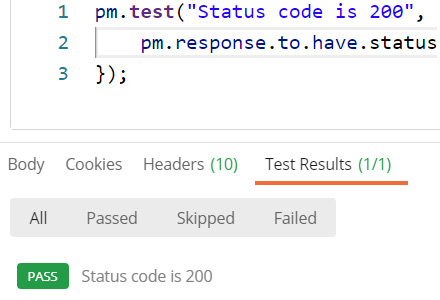 1 pm.test("Status code is 200",
2 pm.response.to.have.status
3 });
Body Cookies Headers (10) Test Results (1/1)
All Passed Skipped Failed
PASS Status code is 200